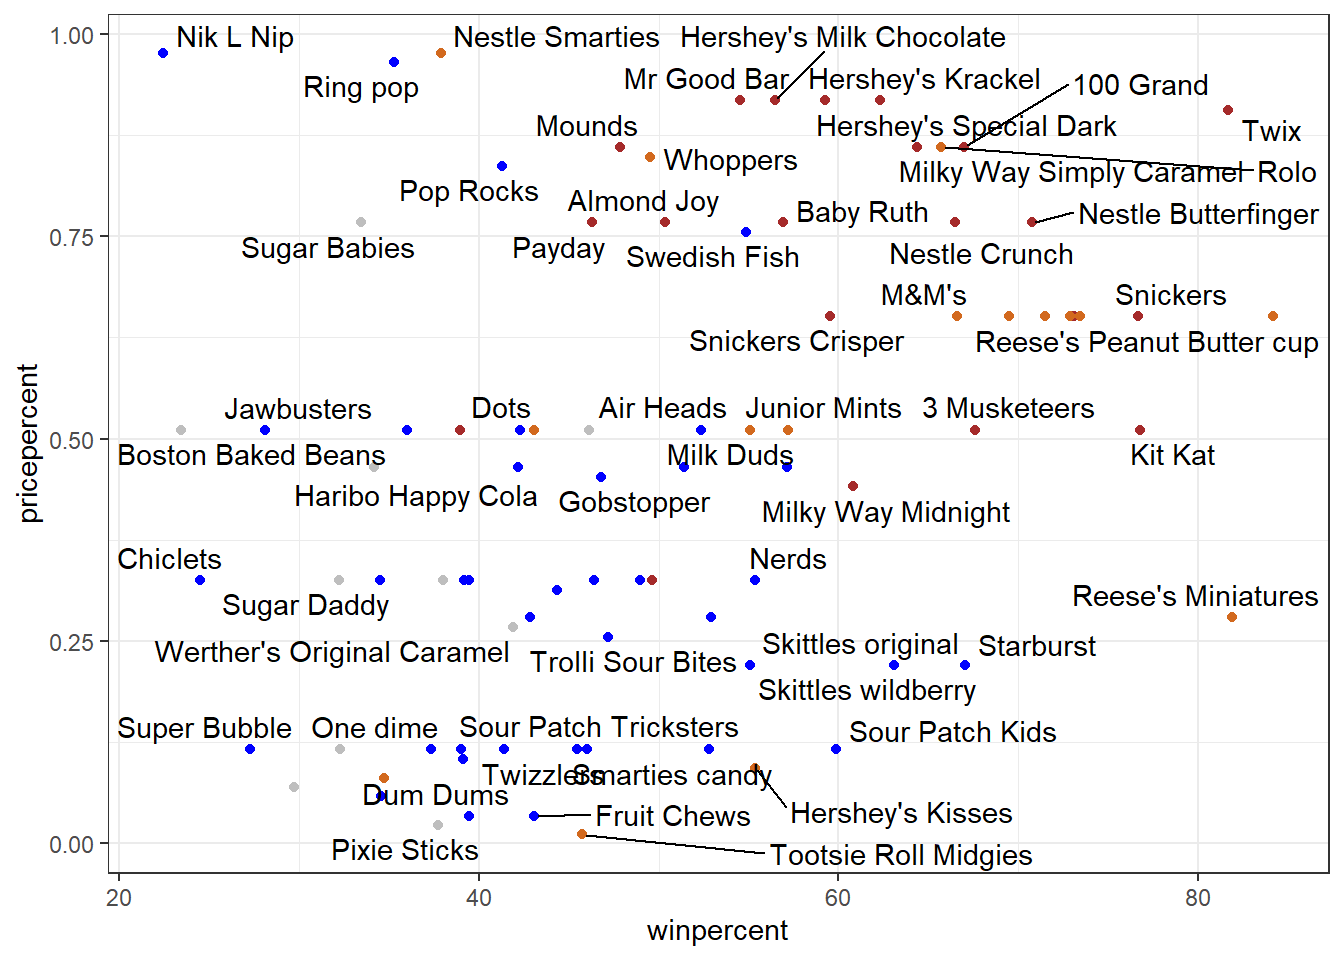 1.00
Nik L Nip
Nestle Smarties
Hershey's Milk Chocolate
Ring pop
Mr Good Bar
Hershey's Krackel
100 Grand
Mounds
Hershey's Special Dark
Twix
Whoppers
Milky Way Simply Caramel
Rolo
Pop Rocks
Almond Joy
Baby Ruth
Nestle Butterfinger
0.75
Sugar Babies
Payday
Swedish Fish
Nestle Crunch
M&M's
Snickers
Snickers Crisper
Reese's Peanut Butter cup
Jawbusters
Dots
Air Heads
Junior Mints
3 Musketeers
0.50
Boston Baked Beans
Milk Duds
Kit Kat
Haribo Happy Cola
Gobstopper
Milky Way Midnight
pricepercent
Chiclets
Nerds
Sugar Daddy
Reese's Miniatures
0.25
Werther's Original Caramel
Trolli Sour Bites
Skittles original
Starburst
Skittles wildberry
Super Bubble
One dime
Sour Patch Tricksters
Sour Patch Kids
Twizzlers
Smarties candy
Dum Dums
Fruit Chews
Hershey's Kisses
0.00
Pixie Sticks
Tootsie Roll Midgies
20
40
60
80
winpercent